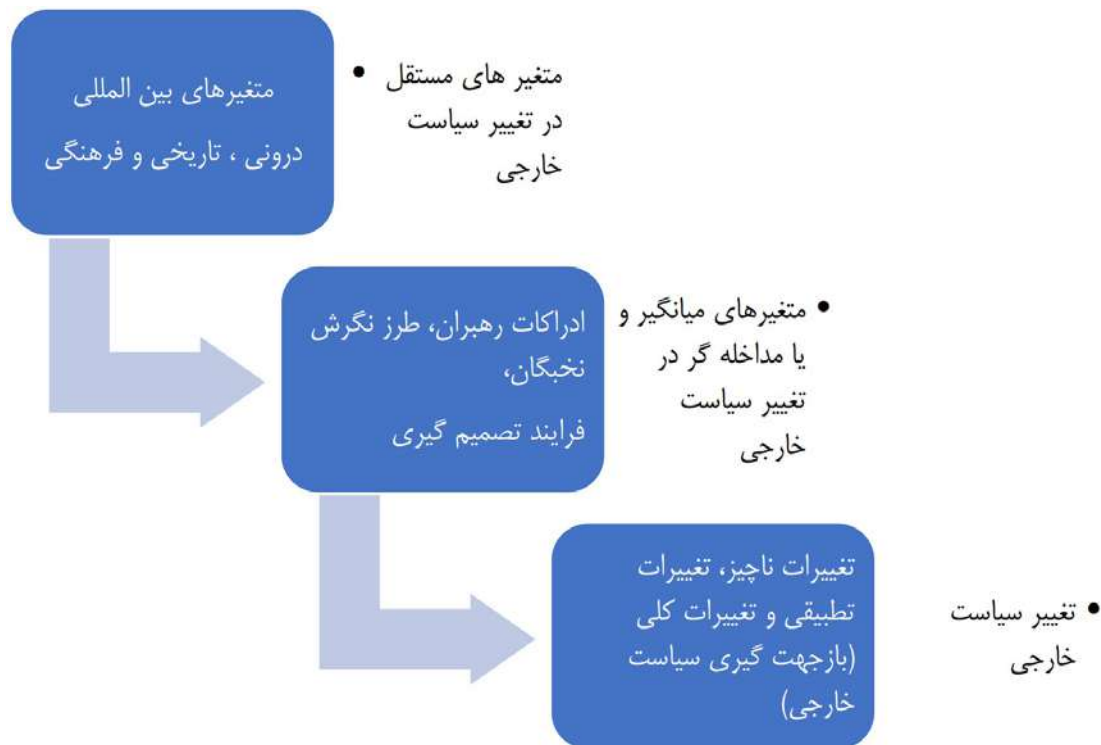 متغیرهای بین المللی
درونی ، تاریخی و فرهنگی
• متغیر های مستقل
در تغییر سیاست
خارجی
ادراکات رهبران، طرز نگرش
نخبگان،
فرایند تصمیم گیری
• متغیرهای میانگیر و
یا مداخله گر در
تغییر سیاست
خارجی
تغییرات ناچیز، تغییرات
تطبیقی و تغییرات کلی
(بازجهت گیری سیاست
خارجی)
• تغییر سیاست
خارجی